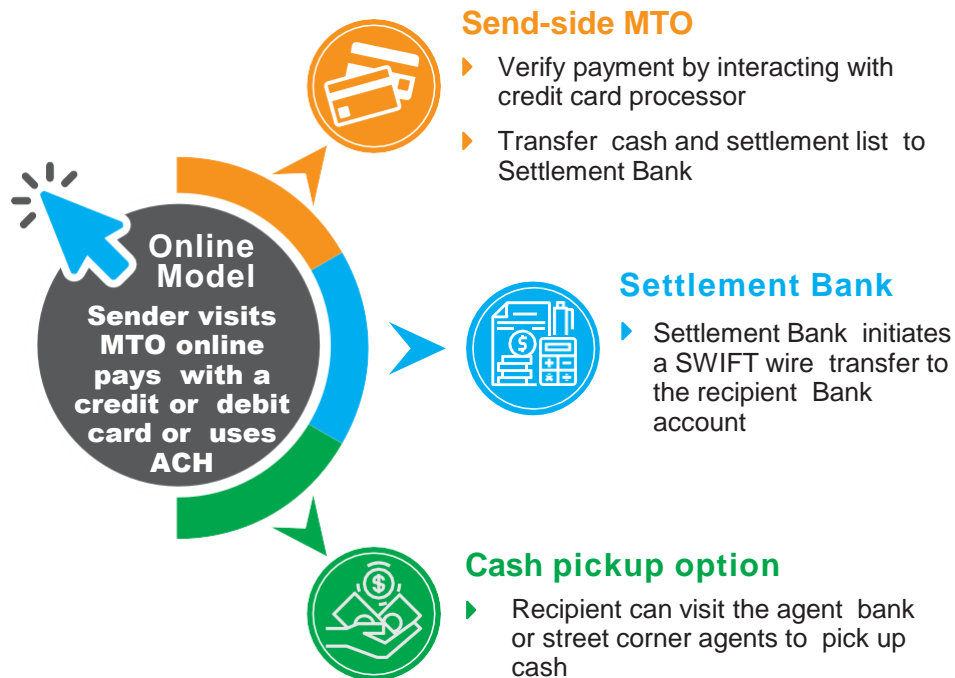 Send-side MTO
Verify payment by interacting with
credit card processor
Transfer cash and settlement list to
Settlement Bank
Online
Model
Sender visits
MTO online
pays with a
credit or debit
card or uses
ACH
Settlement Bank
Settlement Bank initiates
a SWIFT wire transfer to
the recipient Bank
account
Cash pickup option
Recipient can visit the agent bank
or street corner agents to pick up
cash